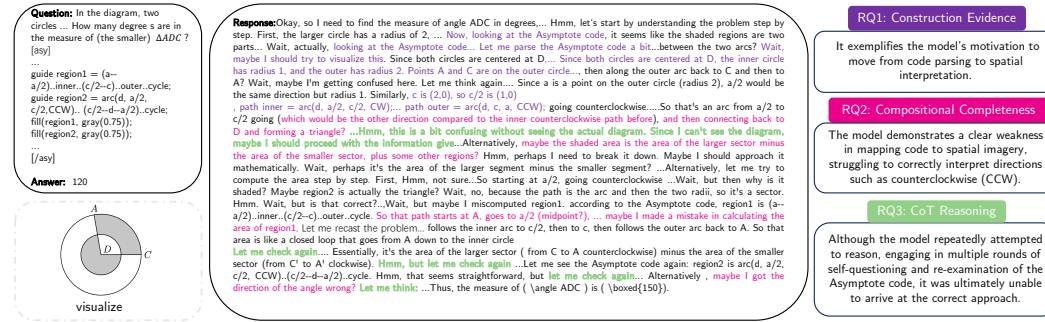 Question: In the diagram, two
circles ... How many degree s are in
the measure of (the smaller) ΔADC ?
[asy]
...
guide region1 = (a--
a/2)..inner..(c/2--c)..outer..cycle;
guide region2 = arc(d, a/2,
c/2,CCW).. (c/2--d--a/2)..cycle;
fill(region1, gray(0.75));
fill(region2, gray(0.75));
...
[/asy]
Answer: 120
A
D
C
visualize
Response:Okay, so I need to find the measure of angle ADC in degrees,... Hmm, let's start by understanding the problem step by
step. First, the larger circle has a radius of 2, ... Now, looking at the Asymptote code, it seems like the shaded regions are two
parts... Wait, actually, looking at the Asymptote code... Let me parse the Asymptote code a bit...between the two arcs? Wait,
maybe I should try to visualize this. Since both circles are centered at D,... Since both circles are centered at D, the inner circle
has radius 1, and the outer has radius 2. Points A and C are on the outer circle..., then along the outer arc back to C and then to
A? Wait, maybe I'm getting confused here. Let me think again.... Since a is a point on the outer circle (radius 2), a/2 would be
the same direction but radius 1. Similarly, c is (2,0), so c/2 is (1,0)
, path inner = arc(d, a/2, c/2, CW);... path outer = arc(d, c, a, CCW); going counterclockwise.....So that's an arc from a/2 to
c/2 going (which would be the other direction compared to the inner counterclockwise path before), and then connecting back to
D and forming a triangle? ...Hmm, this is a bit confusing without seeing the actual diagram. Since I can't see the diagram,
maybe I should proceed with the information give...Alternatively, maybe the shaded area is the area of the larger sector minus
the area of the smaller sector, plus some other regions? Hmm, perhaps I need to break it down. Maybe I should approach it
mathematically. Wait, perhaps it's the area of the larger segment minus the smaller segment? ...Alternatively, let me try to
compute the area step by step. First, Hmm, not sure...So starting at a/2, going counterclockwise ...Wait, but then why is it
shaded? Maybe region2 is actually the triangle? Wait, no, because the path is the arc and then the two radii, so it's a sector.
Hmm. Wait, but is that correct?..,Wait, but maybe I miscomputed region1. according to the Asymptote code, region1 is (a--
a/2)..inner..(c/2--c)..outer..cycle. So that path starts at A, goes to a/2 (midpoint?), ... maybe I made a mistake in calculating the
area of region1. Let me recast the problem... follows the inner arc to c/2, then to c, then follows the outer arc back to A. So that
area is like a closed loop that goes from A down to the inner circle
Let me check again.... Essentially, it's the area of the larger sector ( from C to A counterclockwise) minus the area of the smaller
sector (from C' to A' clockwise). Hmm, but let me check again ...Let me see the Asymptote code again: region2 is arc(d, a/2,
c/2, CCW)..(c/2--d--a/2)..cycle. Hmm, that seems straightforward, but let me check again... Alternatively , maybe I got the
direction of the angle wrong? Let me think: ...Thus, the measure of ( \angle ADC ) is ( \boxed{150}).
RQ1: Construction Evidence
It exemplifies the model's motivation to
move from code parsing to spatial
interpretation.
RQ2: Compositional Completeness
The model demonstrates a clear weakness
in mapping code to spatial imagery,
struggling to correctly interpret directions
such as counterclockwise (CCW).
RQ3: CoT Reasoning
Although the model repeatedly attempted
to reason, engaging in multiple rounds of
self-questioning and re-examination of the
Asymptote code, it was ultimately unable
to arrive at the correct approach.